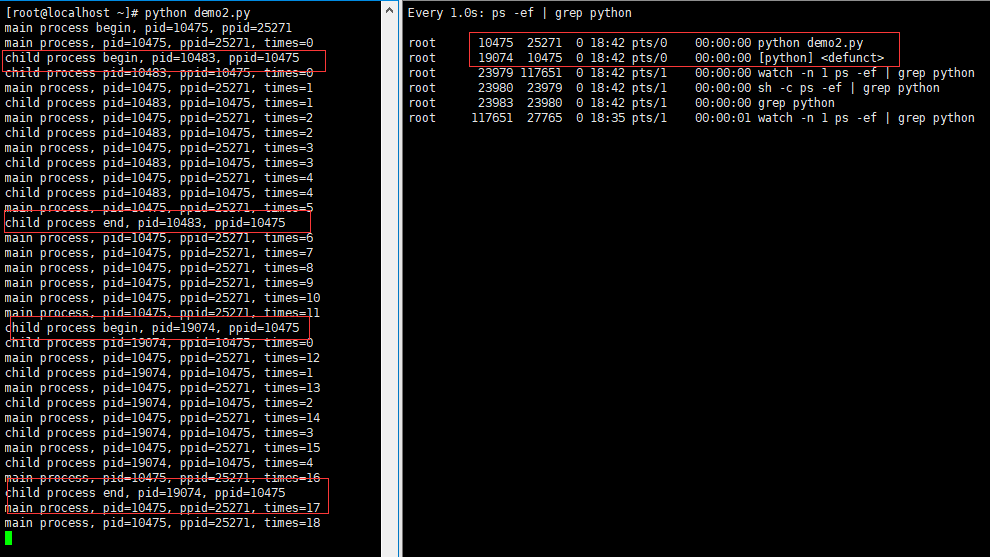 [root@localhost ~]# python demo2.py
main process begin, pid=10475, ppid=25271
main process, pid=10475, ppid=25271, times=0
child process begin, pid=10483, ppid=10475
child process pid=10483, ppid=10475, times=0
main process, pid=10475, ppid=25271, times=1
child process pid=10483, ppid=10475, times=1
main process, pid=10475, ppid=25271, times=2
child process pid=10483, ppid=10475, times=2
main process, pid=10475, ppid=25271, times=3
child process pid=10483, ppid=10475, times=3
main process, pid=10475, ppid=25271, times=4
child process pid=10483, ppid=10475, times=4
main process, pid=10475, ppid=25271, times=5
child process end, pid=10483, ppid=10475
main process, pid=10475, ppid=25271, times=6
main process, pid=10475, ppid=25271, times=7
main process, pid=10475, ppid=25271, times=8
main process, pid=10475, ppid=25271, times=9
main process, pid=10475, ppid=25271, times=10
main process, pid=10475, ppid=25271, times=11
child process begin, pid=19074, ppid=10475
child process pid=19074, ppid=10475, times=0
main process, pid=10475, ppid=25271, times=12
child process pid=19074, ppid=10475, times=1
main process, pid=10475, ppid=25271, times=13
child process pid=19074, ppid=10475, times=2
main process, pid=10475, ppid=25271, times=14
child process pid=19074, ppid=10475, times=3
main process, pid=10475, ppid=25271, times=15
child process pid=19074, ppid=10475, times=4
main process, pid=10475, ppid=25271, times=16
child process end, pid=19074, ppid=10475
main process, pid=10475, ppid=25271, times=17
main process, pid=10475, ppid=25271, times=18
Every 1.0s: ps -ef | grep python
root 10475 25271 0 18:42 pts/0 00:00:00 python demo2.py
root 19074 10475 0 18:42 pts/0 00:00:00 [python] <defunct>
root 23979 117651 0 18:42 pts/1 00:00:00 watch -n 1 ps -ef | grep python
root 23980 23979 0 18:42 pts/1 00:00:00 sh -c ps -ef | grep python
root 23983 23980 0 18:42 pts/1 00:00:00 grep python
root 117651 27765 0 18:35 pts/1 00:00:01 watch -n 1 ps -ef | grep python